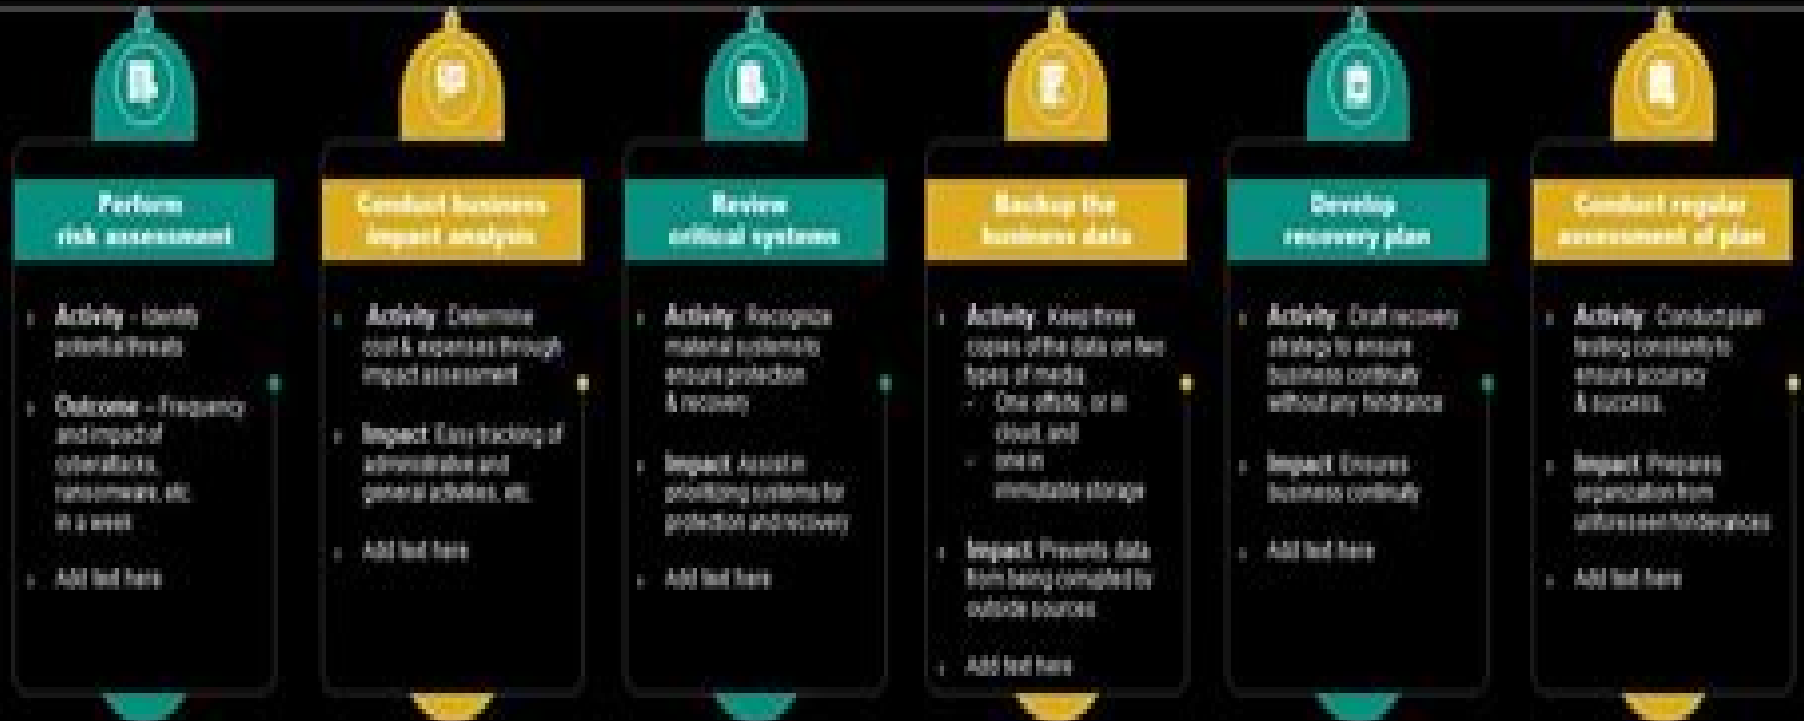 Perform
risk assessment
Activity - Identify
potential threats
Outcome – Frequency
and impact of
cyberattacks,
ransomware, etc.
in a week
Add text here
Conduct business
impact analysis
Activity Determine
cost & expenses through
impact assessment
Impact Easy tracking of
administrative and
general activities, etc.
Add text here
Review
critical systems
Activity Recognize
material systems to
ensure protection
& recovery
Impact Assist in
prioritizing systems for
protection and recovery
Add text here
Backup the
business data
Activity Keep three
copies of the data on two
types of media
- One offsite, or in
cloud, and
- one in
immutable storage
Impact Prevents data
from being corrupted by
outside sources
Add text here
Develop
recovery plan
Activity Draft recovery
strategy to ensure
business continuity
without any hindrance
Impact Ensures
business continuity
Add text here
Conduct regular
assessment of plan
Activity Conduct plan
testing constantly to
ensure accuracy
& success.
Impact Prepares
organization from
unforeseen hinderances
Add text here